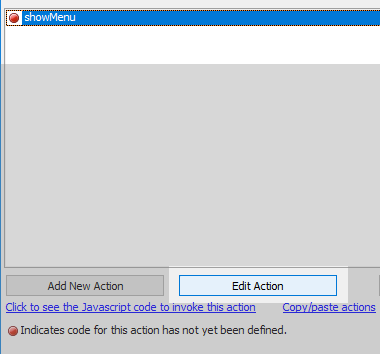 showMenu
Add New Action
Edit Action
Click to see the Javascript code to invoke this action
Copy/paste actions
Indicates code for this action has not yet been defined.